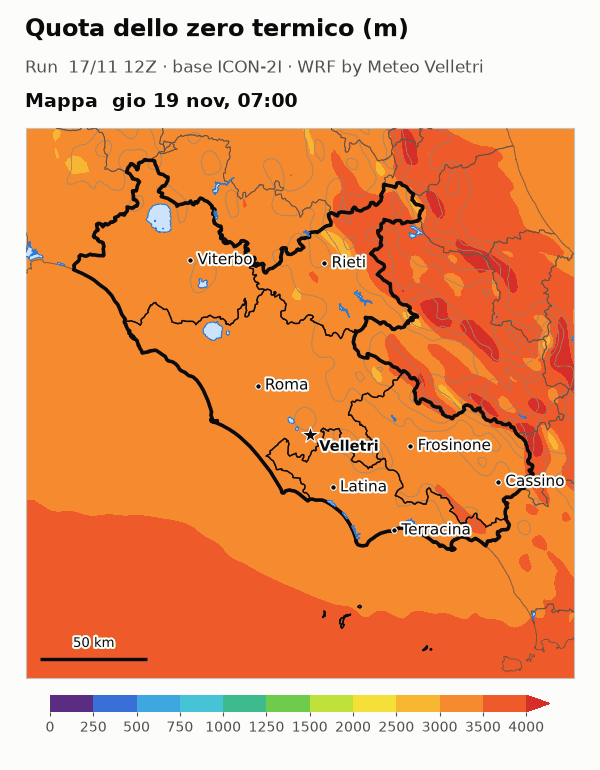 Quota dello zero termico (m)
Run  17/11 12Z · base ICON-2I · WRF by Meteo Velletri
Mappa  gio 19 nov, 07:00
Viterbo
Rieti
Roma
Velletri
Frosinone
Latina
Cassino
Terracina
50 km
0 250 500 750 1000 1250 1500 2000 2500 3000 3500 4000